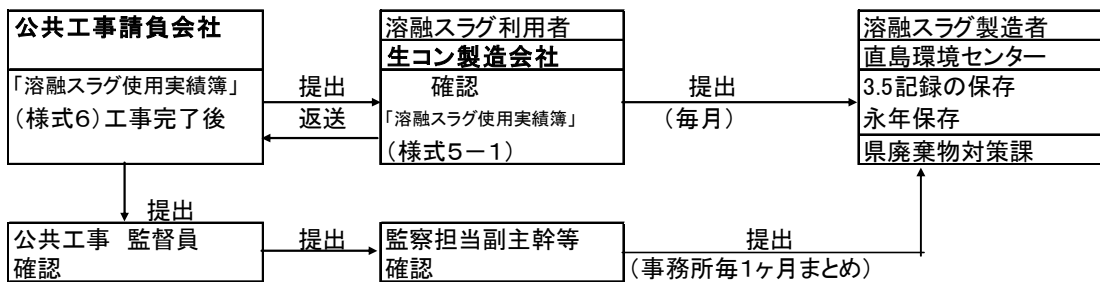 公共工事請負会社
「溶融スラグ使用実績簿」
(様式6)工事完了後
提出
返送
溶融スラグ利用者
生コン製造会社
確認
「溶融スラグ使用実績簿」
(様式5-1)
提出
(毎月)
溶融スラグ製造者
直島環境センター
3.5記録の保存
永年保存
県廃棄物対策課
提出
公共工事 監督員
確認
提出
監察担当副主幹等
確認
提出
(事務所毎1ヶ月まとめ)